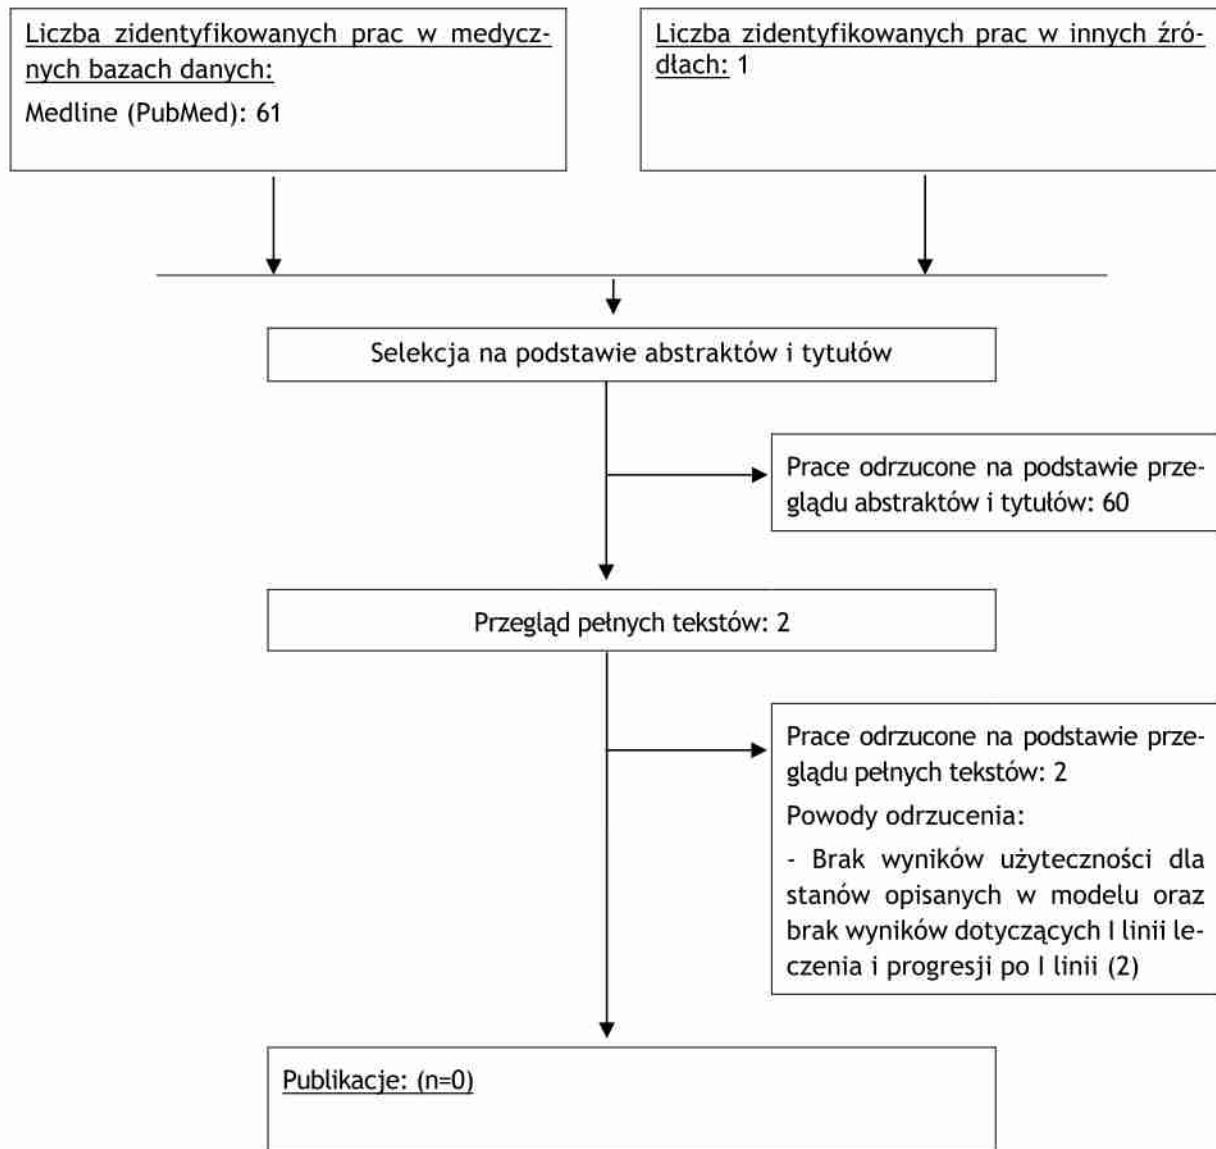 Liczba zidentyfikowanych prac w medycz-
nych bazach danych:
Medline (PubMed): 61
Liczba zidentyfikowanych prac w innych źró-
dłach: 1
Selekcja na podstawie abstraktów i tytułów
Prace odrzucone na podstawie prze-
glądu abstraktów i tytułów: 60
Przegląd pełnych tekstów: 2
Prace odrzucone na podstawie prze-
glądu pełnych tekstów: 2
Powody odrzucenia:
- Brak wyników użyteczności dla
stanów opisanych w modelu oraz
brak wyników dotyczących I linii le-
czenia i progresji po I linii (2)
Publikacje: (n=0)